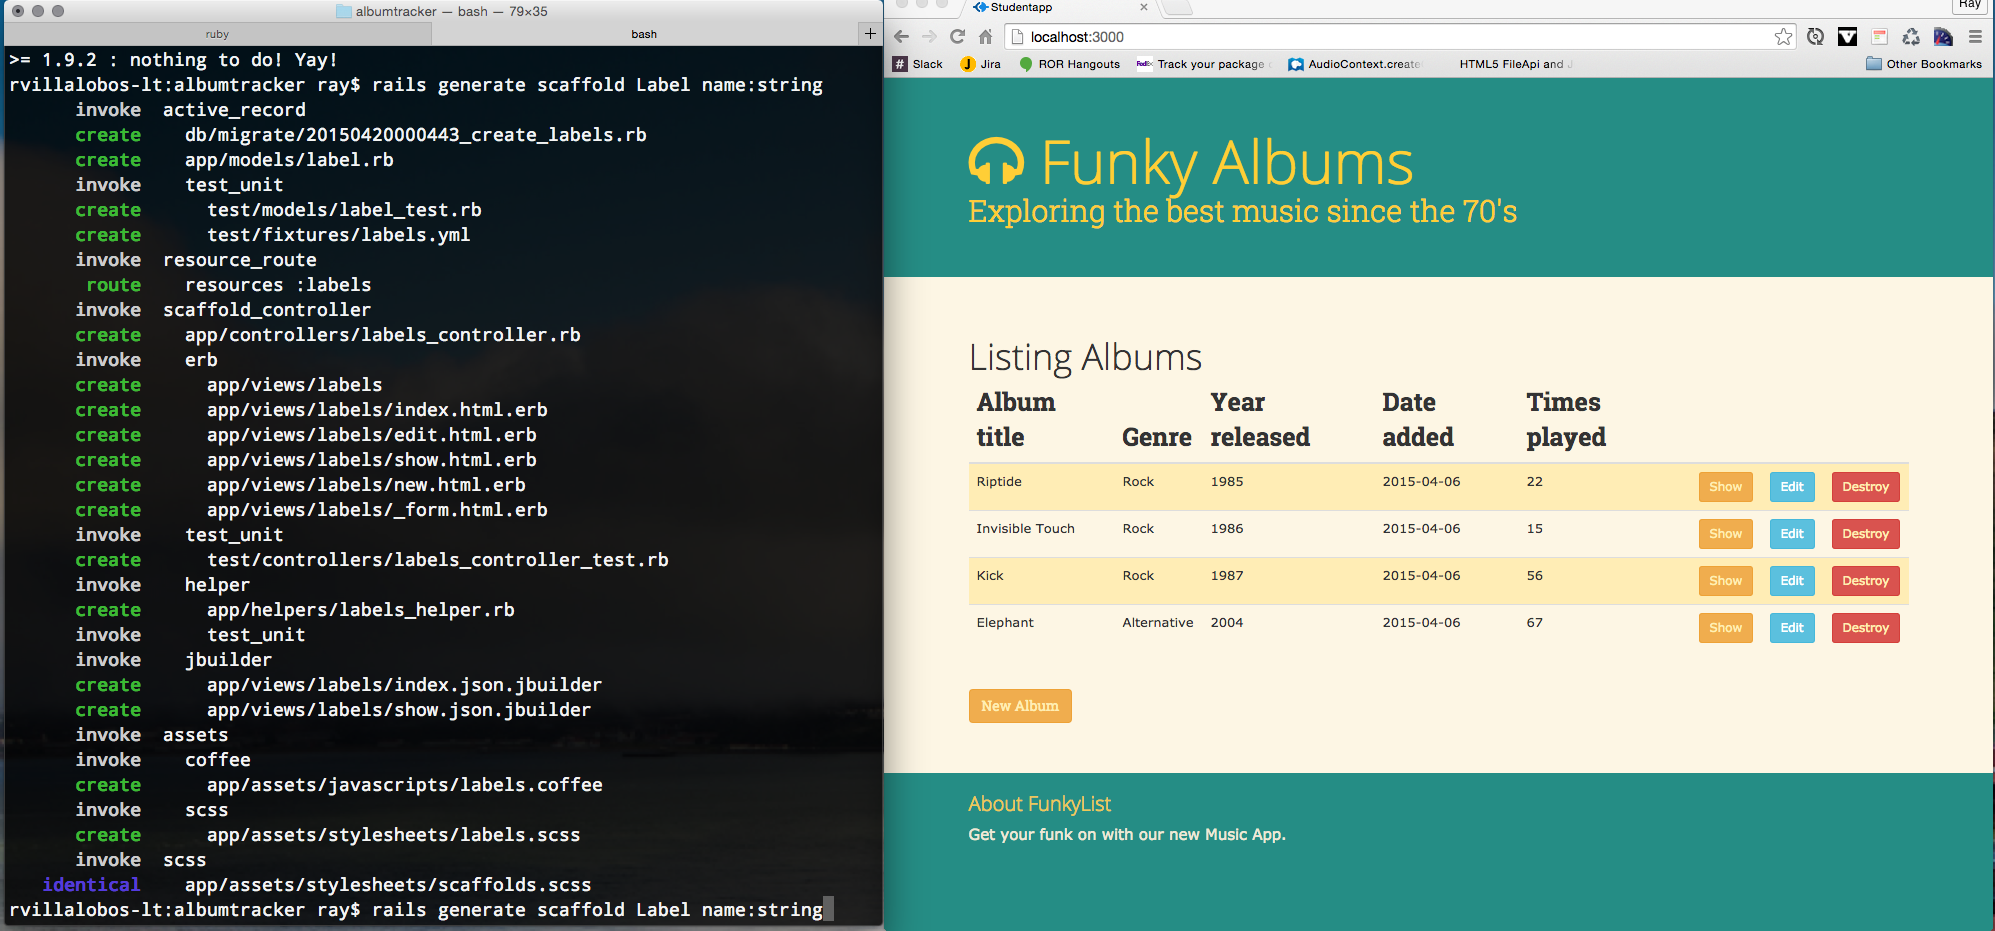 albumtracker — bash — 79×35
ruby
bash
+
>= 1.9.2 : nothing to do! Yay!
rvillalobos-lt:albumtracker ray$ rails generate scaffold Label name:string
invoke active_record
create db/migrate/20150420000443_create_labels.rb
create app/models/label.rb
invoke test_unit
create test/models/label_test.rb
create test/fixtures/labels.yml
invoke resource_route
route resources :labels
invoke scaffold_controller
create app/controllers/labels_controller.rb
invoke erb
create app/views/labels
create app/views/labels/index.html.erb
create app/views/labels/edit.html.erb
create app/views/labels/show.html.erb
create app/views/labels/new.html.erb
create app/views/labels/_form.html.erb
invoke test_unit
create test/controllers/labels_controller_test.rb
invoke helper
create app/helpers/labels_helper.rb
invoke test_unit
invoke jbuilder
create app/views/labels/index.json.jbuilder
create app/views/labels/show.json.jbuilder
invoke assets
invoke coffee
create app/assets/javascripts/labels.coffee
invoke scss
create app/assets/stylesheets/labels.scss
invoke scss
identical app/assets/stylesheets/scaffolds.scss
rvillalobos-lt:albumtracker ray$ rails generate scaffold Label name:string
Studentapp
Ray
localhost:3000
Slack Jira ROR Hangouts FedEx Track your package AudioContext.create HTML5 FileApi and Other Bookmarks
Funky Albums
Exploring the best music since the 70's
Listing Albums
Album title Genre Year released Date added Times played
Riptide Rock 1985 2015-04-06 22 Show Edit Destroy
Invisible Touch Rock 1986 2015-04-06 15 Show Edit Destroy
Kick Rock 1987 2015-04-06 56 Show Edit Destroy
Elephant Alternative 2004 2015-04-06 67 Show Edit Destroy
New Album
About FunkyList
Get your funk on with our new Music App.